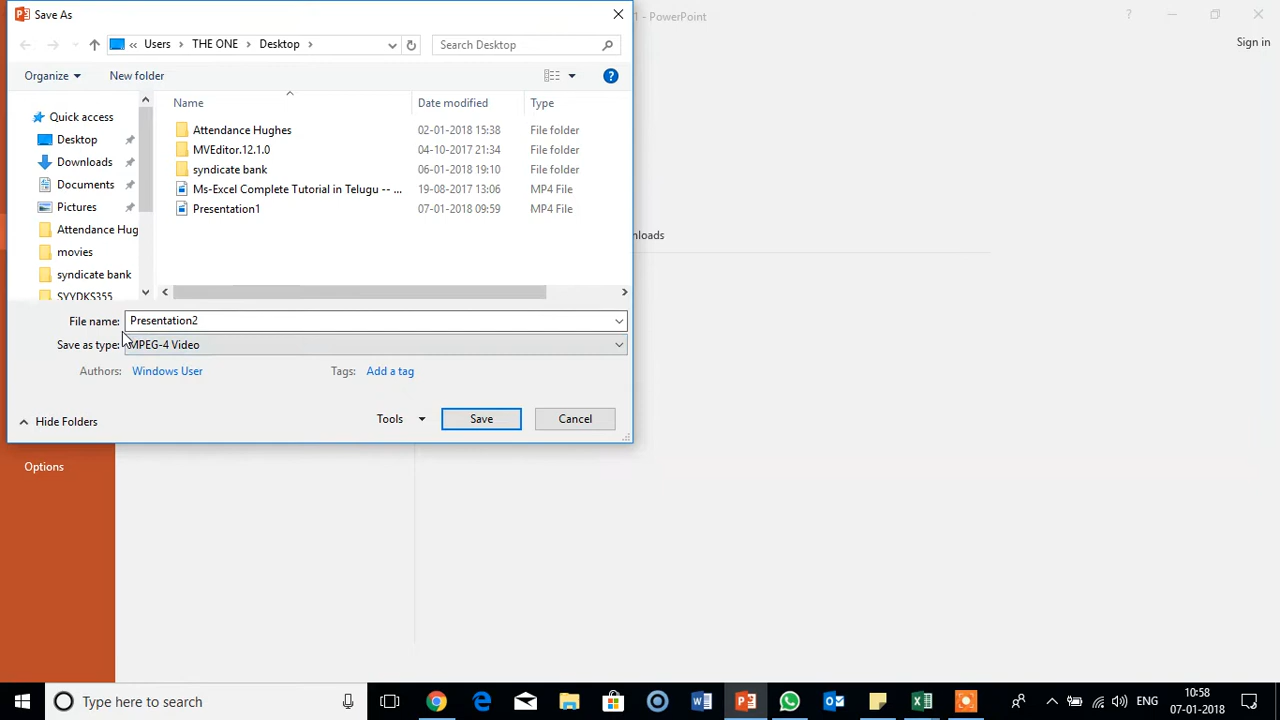 Save As
1 - PowerPoint
?
Sign in
« Users > THE ONE > Desktop >
Search Desktop
Organize
New folder
?
Name
Date modified
Type
Quick access
Desktop
Downloads
Documents
Pictures
Attendance Hug
movies
syndicate bank
SYYDKS355
Attendance Hughes 02-01-2018 15:38 File folder
MVEditor.12.1.0 04-10-2017 21:34 File folder
syndicate bank 06-01-2018 19:10 File folder
Ms-Excel Complete Tutorial in Telugu -- ... 19-08-2017 13:06 MP4 File
Presentation1 07-01-2018 09:59 MP4 File
nloads
File name: Presentation2
Save as type: MPEG-4 Video
Authors: Windows User
Tags: Add a tag
Hide Folders
Tools
Save
Cancel
Options
Type here to search
ENG
10:58
07-01-2018